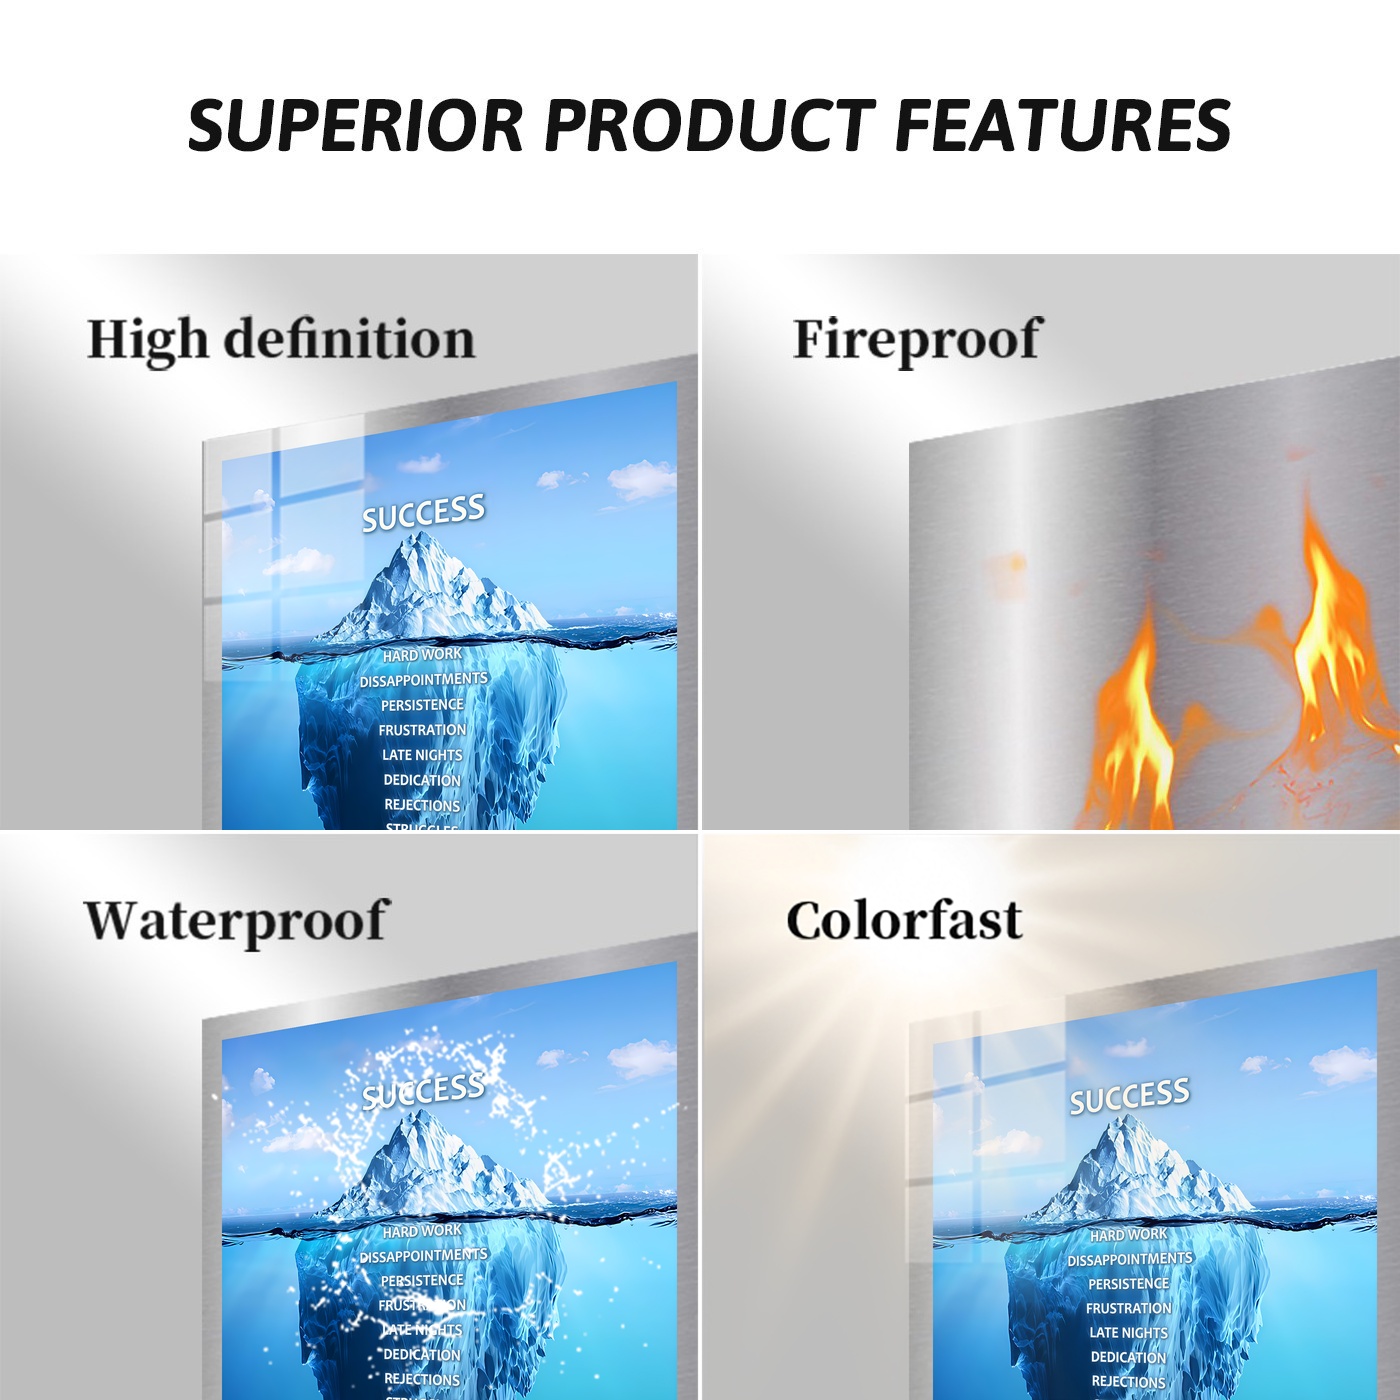 SUPERIOR PRODUCT FEATURES
High definition
SUCCESS
HARD WORK
DISSAPPOINTMENTS
PERSISTENCE
FRUSTRATION
LATE NIGHTS
DEDICATION
REJECTIONS
STRUGGLES
Fireproof
Waterproof
SUCCESS
HARD WORK
DISSAPPOINTMENTS
PERSISTENCE
FRUSTRATION
LATE NIGHTS
DEDICATION
REJECTIONS
Colorfast
SUCCESS
HARD WORK
DISSAPPOINTMENTS
PERSISTENCE
FRUSTRATION
LATE NIGHTS
DEDICATION
REJECTIONS